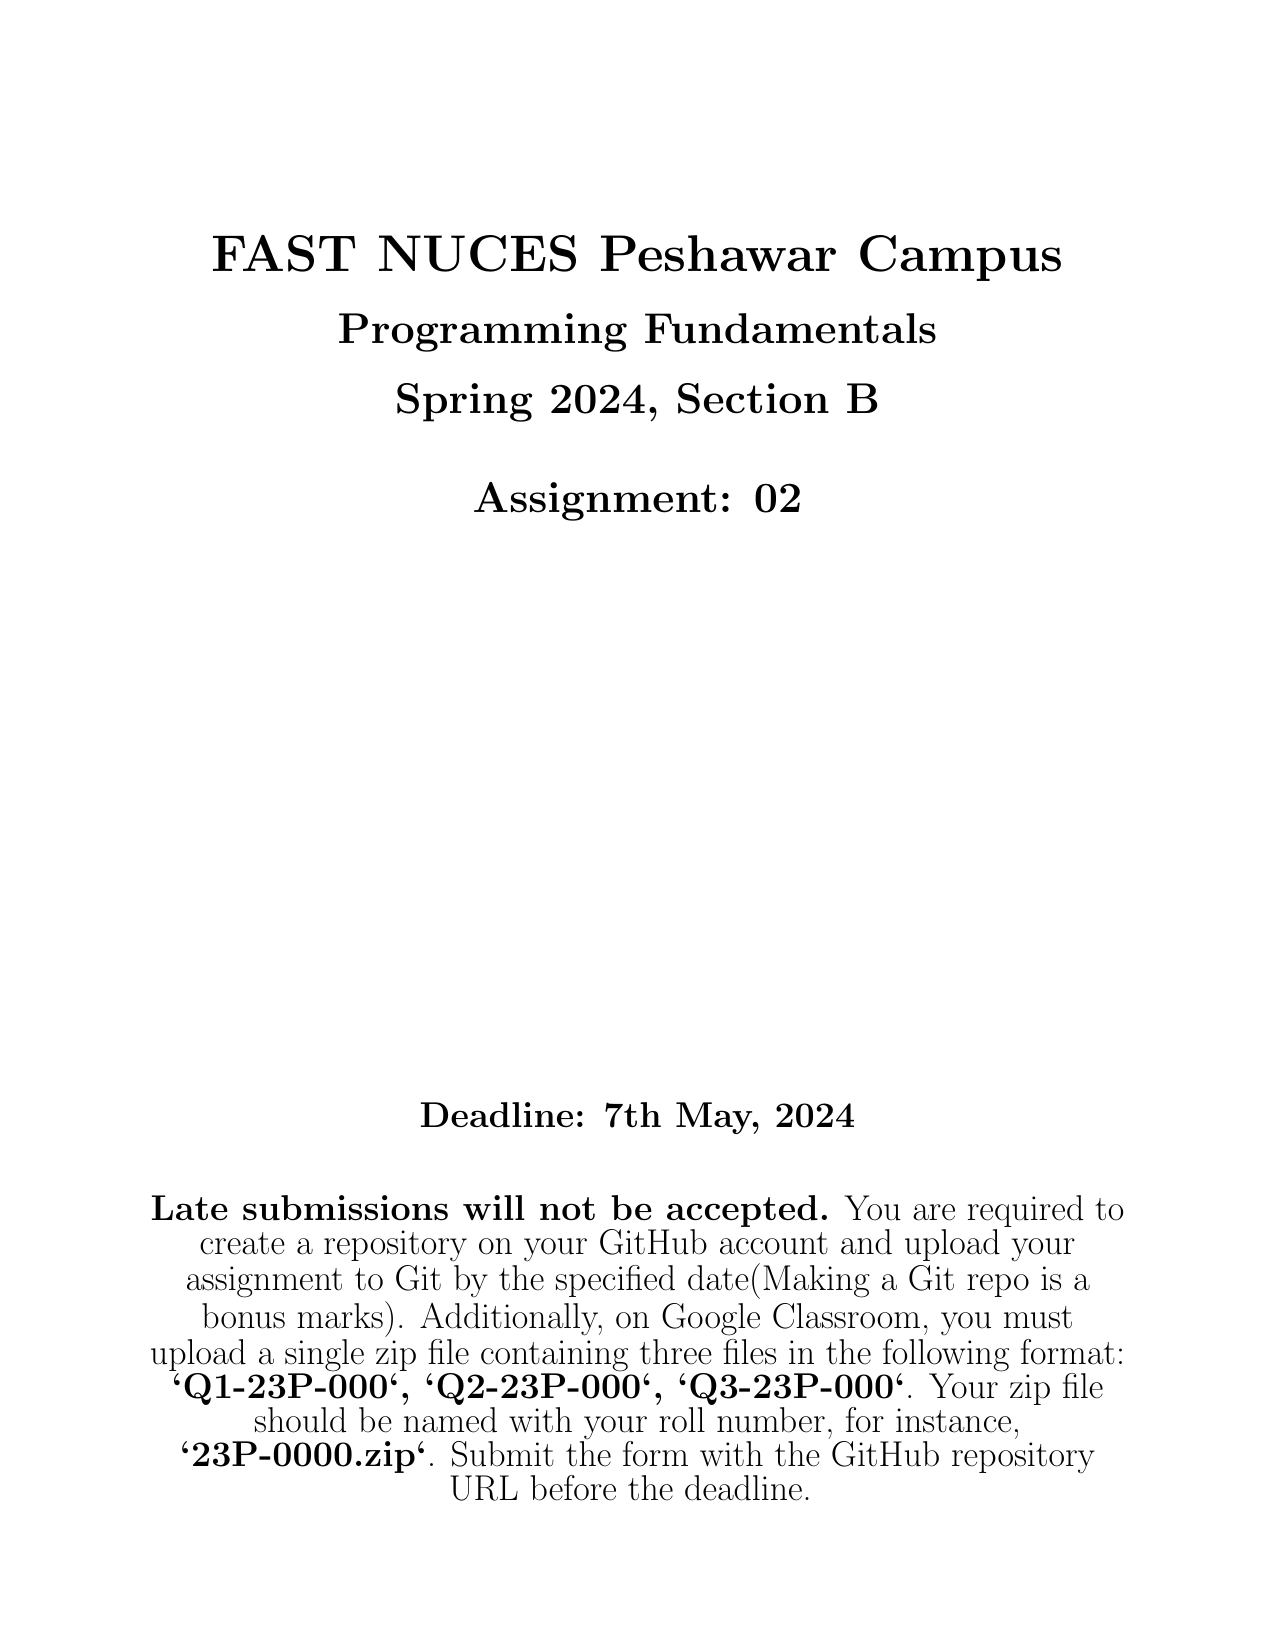 FAST NUCES Peshawar Campus
Programming Fundamentals
Spring 2024, Section B
Assignment: 02
Deadline: 7th May, 2024
Late submissions will not be accepted. You are required to
create a repository on your GitHub account and upload your
assignment to Git by the specified date(Making a Git repo is a
bonus marks). Additionally, on Google Classroom, you must
upload a single zip file containing three files in the following format:
‘Q1-23P-000‘, ‘Q2-23P-000‘, ‘Q3-23P-000‘. Your zip file
should be named with your roll number, for instance,
‘23P-0000.zip‘. Submit the form with the GitHub repository
URL before the deadline.